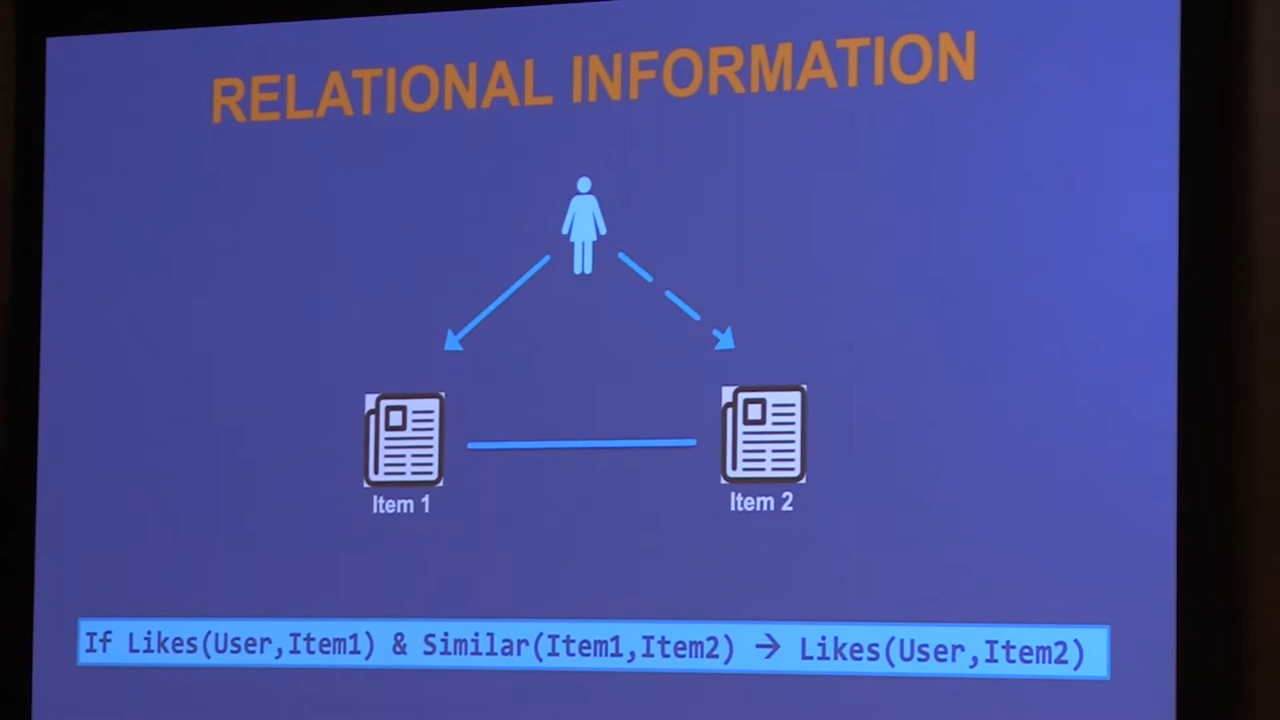 RELATIONAL INFORMATION
Item 1
Item 2
If Likes(User,Item1) & Similar(Item1,Item2) → Likes(User,Item2)